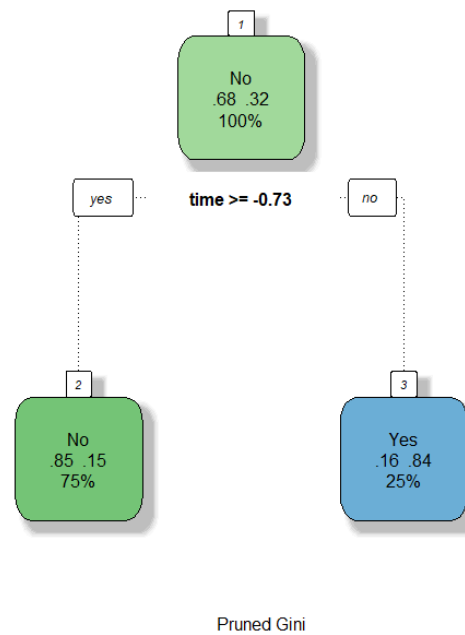 1
No
.68 .32
100%
yes
time >= -0.73
no
2
No
.85 .15
75%
3
Yes
.16 .84
25%
Pruned Gini